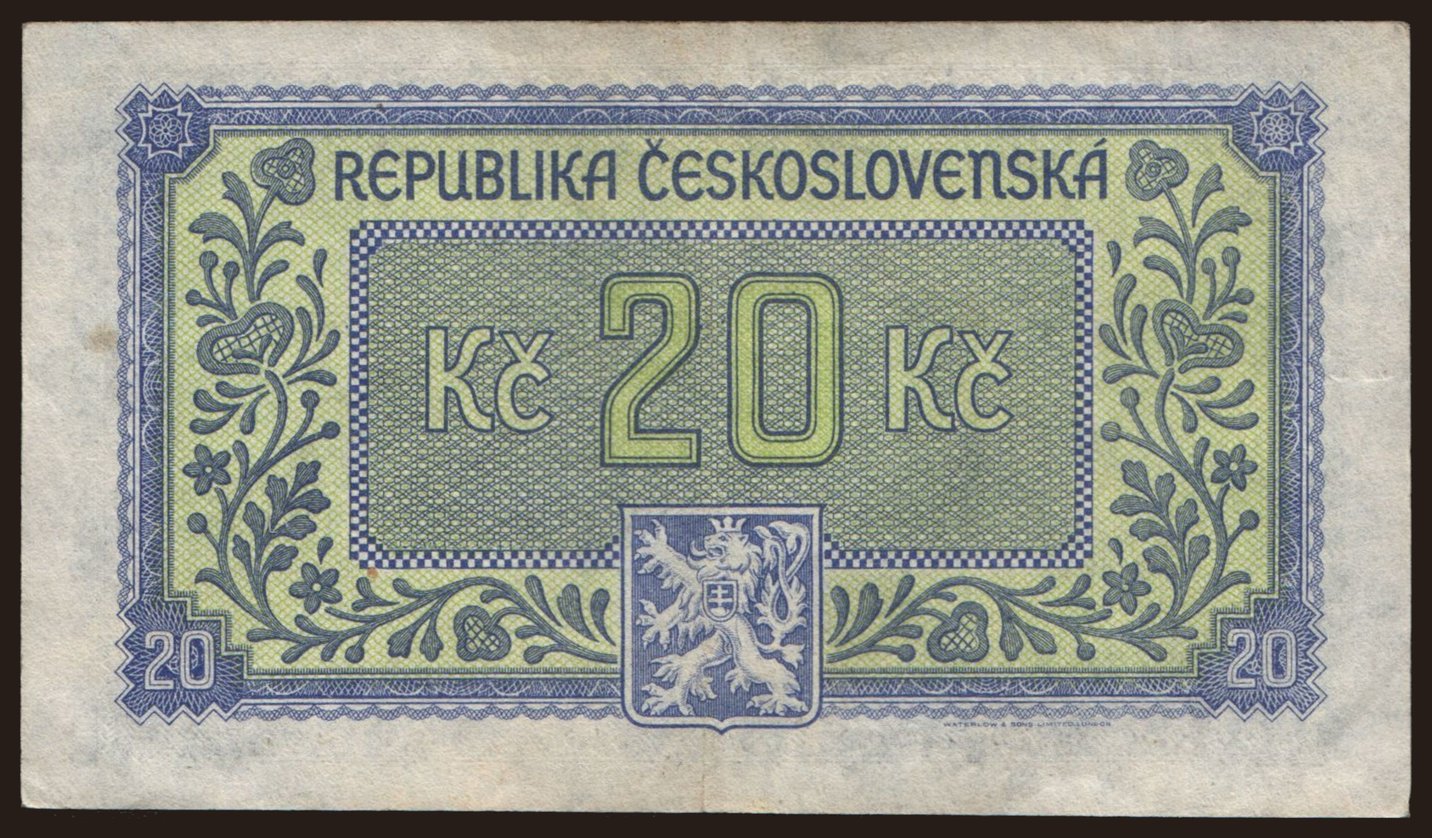 REPUBLIKA ČESKOSLOVENSKÁ
Kč 20 Kč
20 20
WATERLOW & SONS LIMITED, LONDON